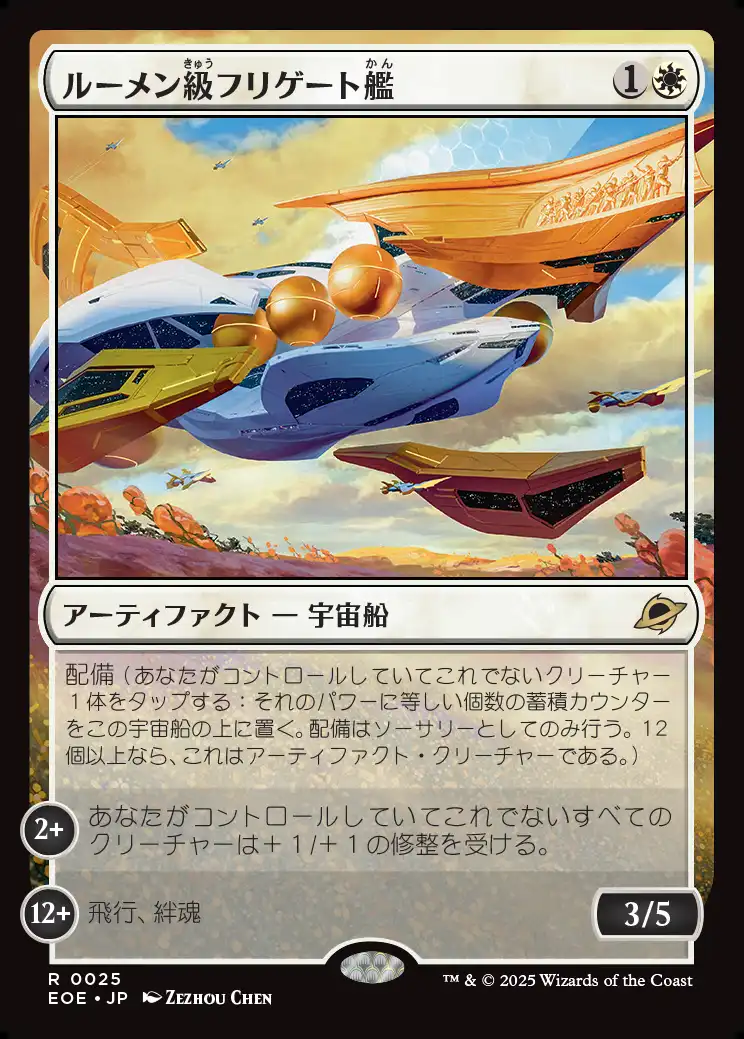 ルーメン級フリゲート艦
きゅう かん
1
アーティファクト — 宇宙船
配備（あなたがコントロールしていてこれでないクリーチャー
１体をタップする：それのパワーに等しい個数の蓄積カウンター
をこの宇宙船の上に置く。配備はソーサリーとしてのみ行う。12
個以上なら、これはアーティファクト・クリーチャーである。）
2+
あなたがコントロールしていてこれでないすべての
クリーチャーは＋１/＋１の修整を受ける。
12+ 飛行、絆魂
3/5
R 0025
EOE • JP ZEZHOU CHEN
™ & © 2025 Wizards of the Coast